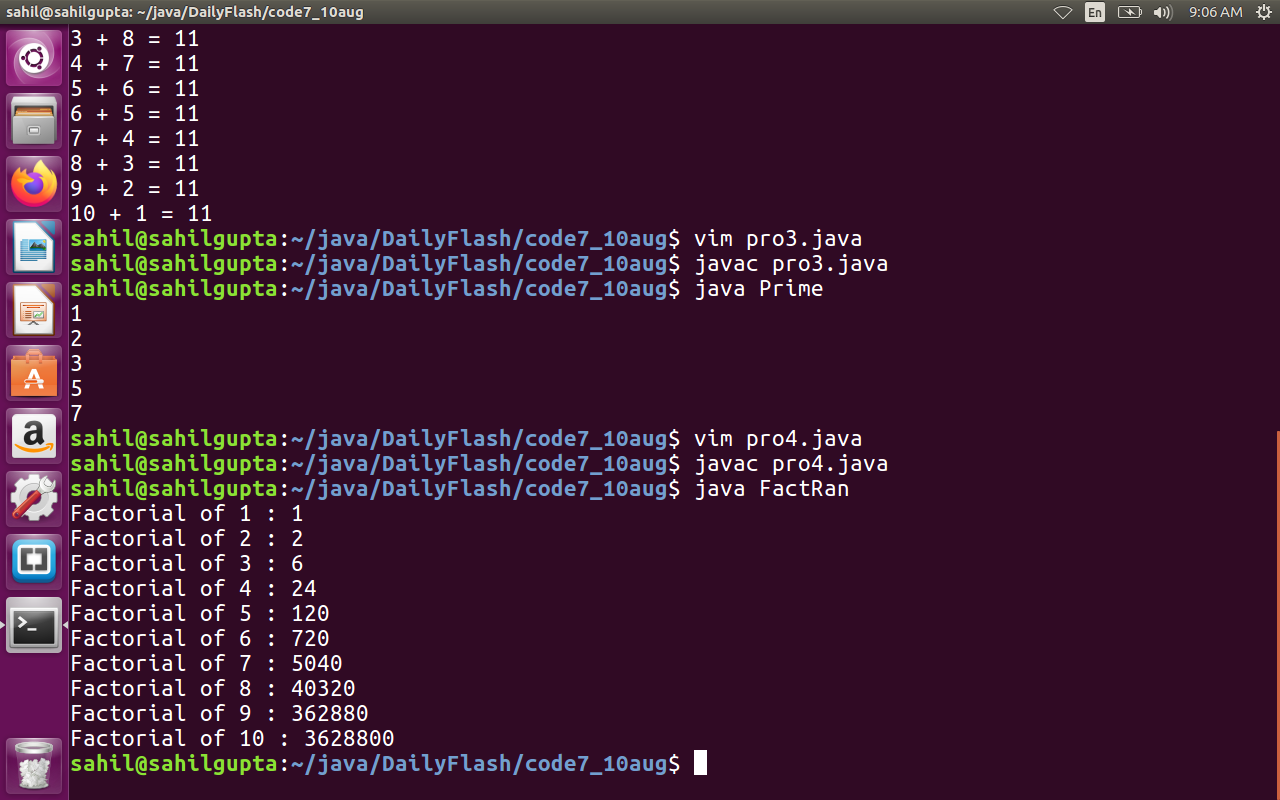 sahil@sahilgupta: ~/java/DailyFlash/code7_10aug
En
9:06 AM
3 + 8 = 11
4 + 7 = 11
5 + 6 = 11
6 + 5 = 11
7 + 4 = 11
8 + 3 = 11
9 + 2 = 11
10 + 1 = 11
sahil@sahilgupta:~/java/DailyFlash/code7_10aug$ vim pro3.java
sahil@sahilgupta:~/java/DailyFlash/code7_10aug$ javac pro3.java
sahil@sahilgupta:~/java/DailyFlash/code7_10aug$ java Prime
1
2
3
5
7
sahil@sahilgupta:~/java/DailyFlash/code7_10aug$ vim pro4.java
sahil@sahilgupta:~/java/DailyFlash/code7_10aug$ javac pro4.java
sahil@sahilgupta:~/java/DailyFlash/code7_10aug$ java FactRan
Factorial of 1 : 1
Factorial of 2 : 2
Factorial of 3 : 6
Factorial of 4 : 24
Factorial of 5 : 120
Factorial of 6 : 720
Factorial of 7 : 5040
Factorial of 8 : 40320
Factorial of 9 : 362880
Factorial of 10 : 3628800
sahil@sahilgupta:~/java/DailyFlash/code7_10aug$